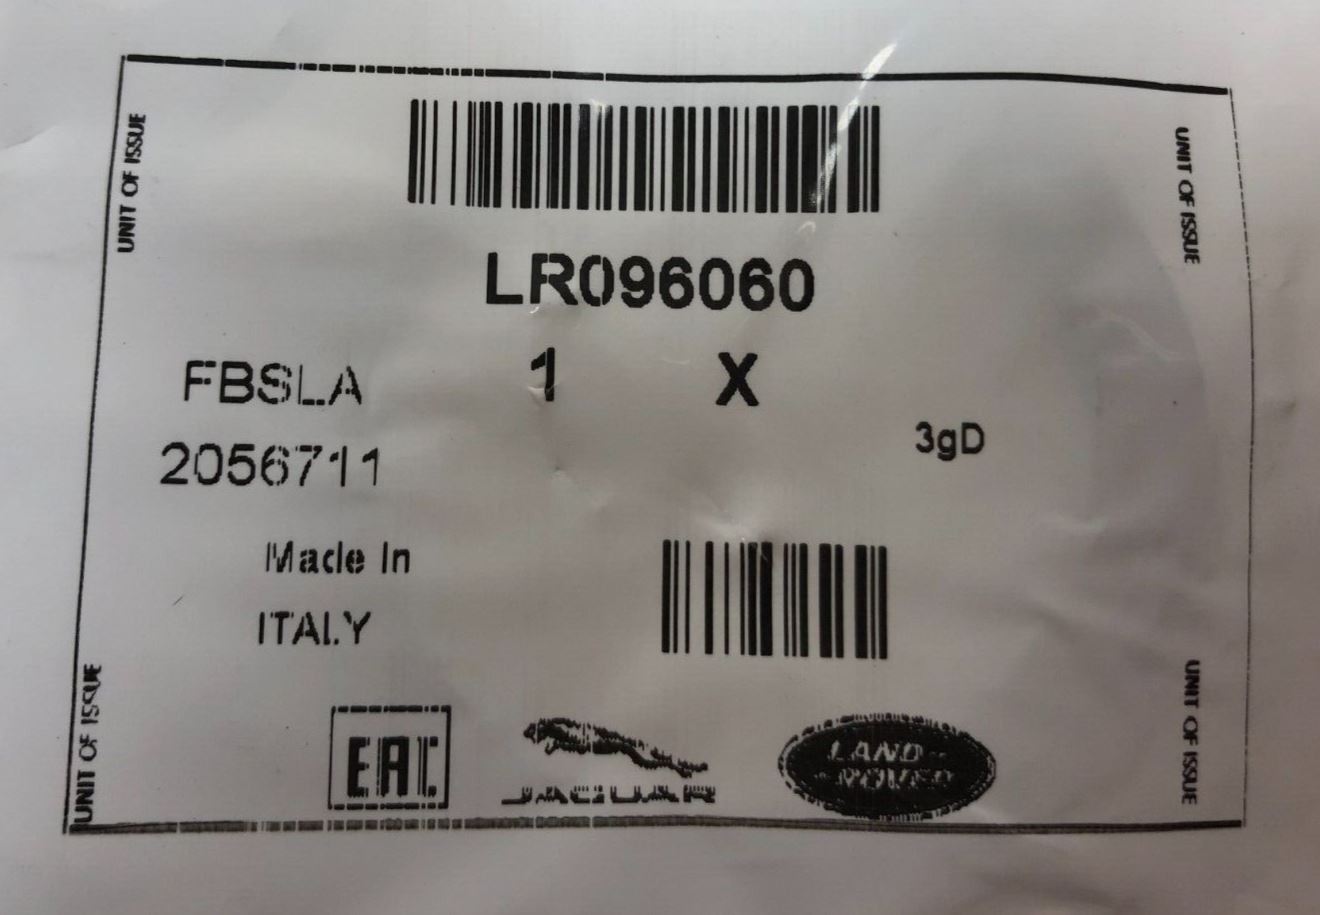 UNIT OF ISSUE
UNIT OF ISSUE
LR096060
FBSLA 1 X
3gD
2056711
Made In
ITALY
UNIT OF ISSUE
UNIT OF ISSUE
EAC
JAGUAR
LAND-
-ROVER